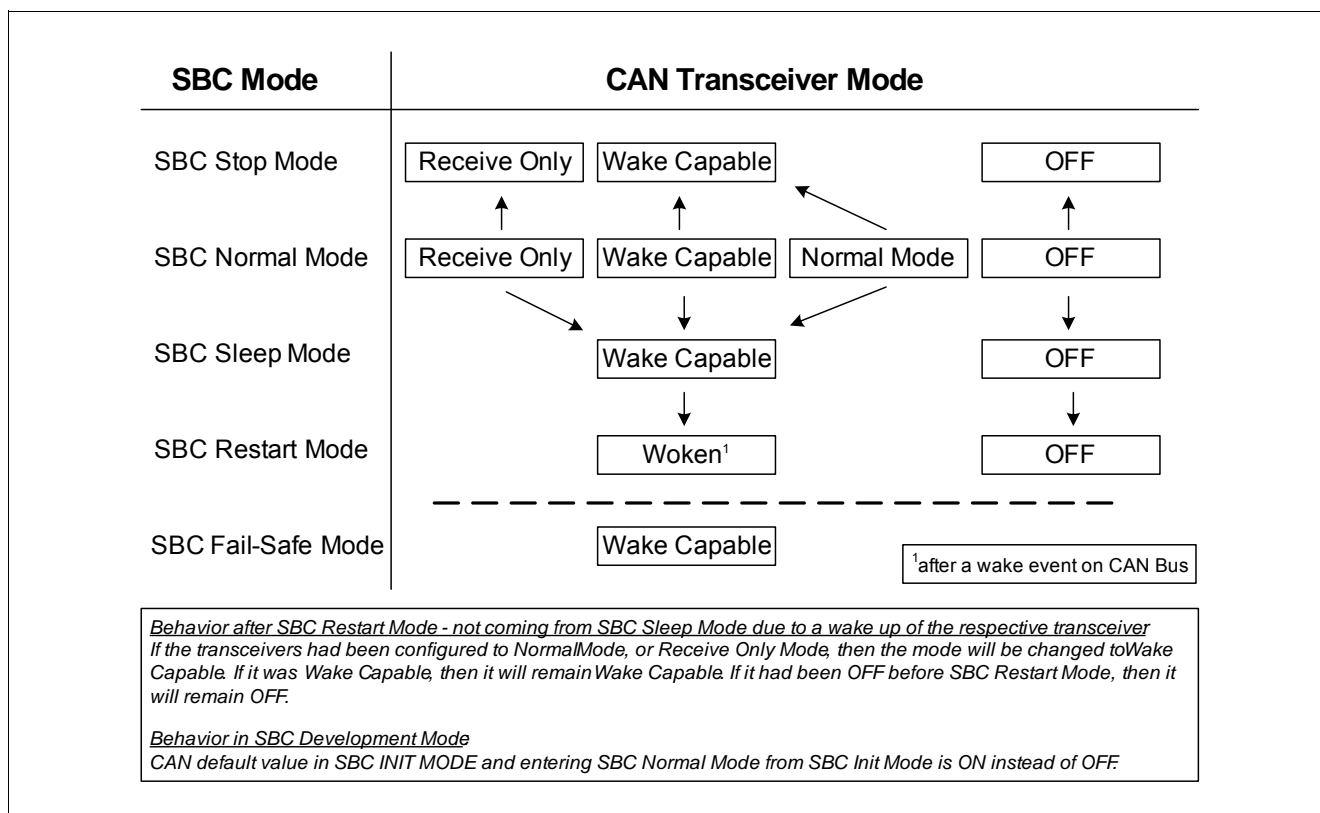 SBC Mode CAN Transceiver Mode
SBC Stop Mode Receive Only Wake Capable OFF
SBC Normal Mode Receive Only Wake Capable Normal Mode OFF
SBC Sleep Mode Wake Capable OFF
SBC Restart Mode Woken¹ OFF
SBC Fail-Safe Mode Wake Capable
¹after a wake event on CAN Bus
Behavior after SBC Restart Mode - not coming from SBC Sleep Mode due to a wake up of the respective transceiver
If the transceivers had been configured to NormalMode, or Receive Only Mode, then the mode will be changed toWake
Capable. If it was Wake Capable, then it will remainWake Capable. If it had been OFF before SBC Restart Mode, then it
will remain OFF.
Behavior in SBC Development Mode
CAN default value in SBC INIT MODE and entering SBC Normal Mode from SBC Init Mode is ON instead of OFF.